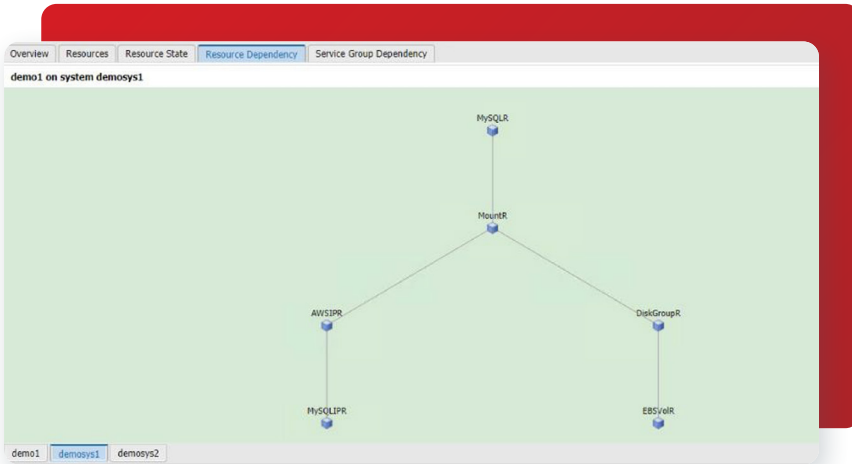 Overview Resources Resource State Resource Dependency Service Group Dependency
demo1 on system demosys1
MySQLR
MountR
AWSIPR DiskGroupR
MySQLIPR EBSVolR
demo1 demosys1 demosys2